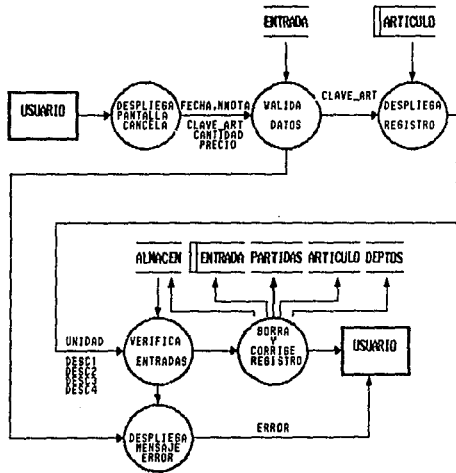 ENTRADA
ARTICULO
USUARIO
DESPLIEGA
PANTALLA
CANCELA
FECHA,NNOTA
CLAVE_ART
CANTIDAD
PRECIO
VALIDA
DATOS
CLAVE_ART
DESPLIEGA
REGISTRO
ALMACEN
ENTRADA
PARTIDAS
ARTICULO
DEPTOS
UNIDAD
DESC1
DESC2
DESC3
DESC4
VERIFICA
ENTRADAS
BORRA
Y
CORRIGE
REGISTRO
USUARIO
DESPLIEGA
MENSAJE
ERROR
ERROR